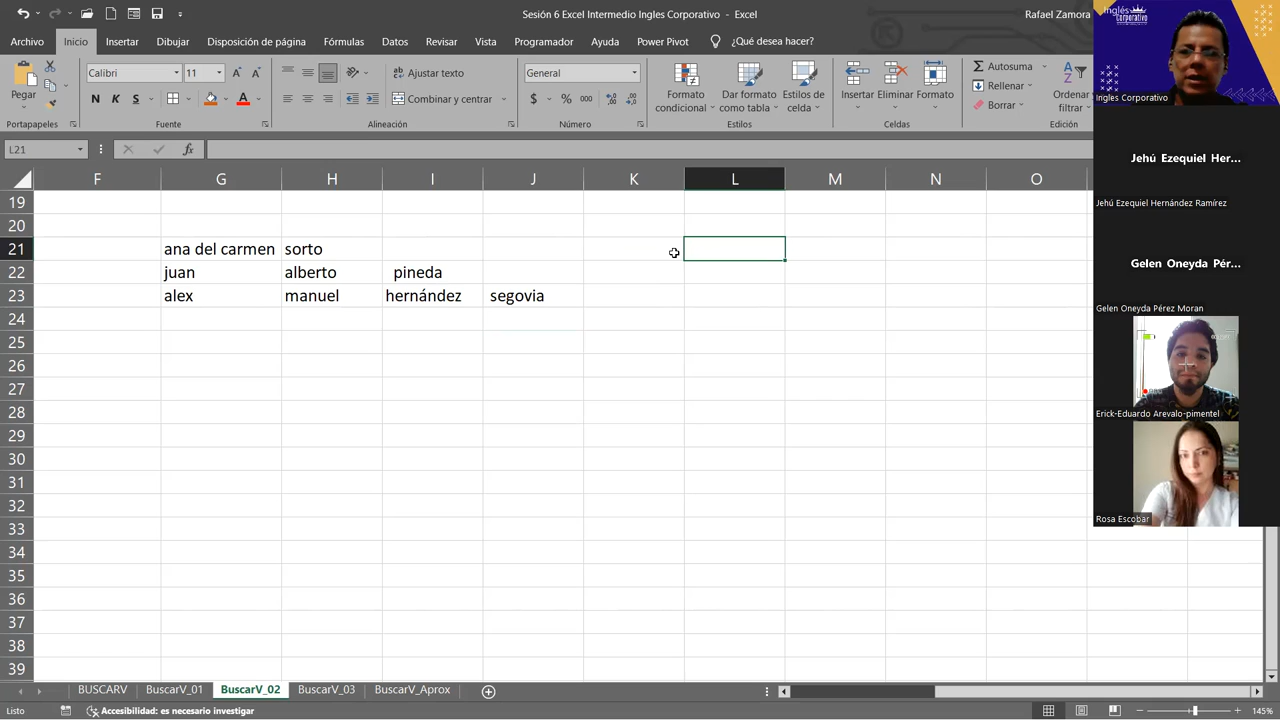 Sesión 6 Excel Intermedio Ingles Corporativo - Excel
Rafael Zamora
Archivo Inicio Insertar Dibujar Disposición de página Fórmulas Datos Revisar Vista Programador Ayuda Power Pivot ¿Qué desea hacer?
Pegar
Calibri 11
N K S
Ajustar texto
Combinar y centrar
General
$ % 000
Formato condicional
Dar formato como tabla
Estilos de celda
Insertar Eliminar Formato
Autosuma
Rellenar
Borrar
Ordenar filtrar
Portapapeles Fuente Alineación Número Estilos Celdas Edición
L21 fx
F G H I J K L M N O
19
20
21 ana del carmen sorto
22 juan alberto pineda
23 alex manuel hernández segovia
24
25
26
27
28
29
30
31
32
33
34
35
36
37
38
39
BUSCARV BuscarV_01 BuscarV_02 BuscarV_03 BuscarV_Aprox
Listo Accesibilidad: es necesario investigar 145%
Inglés Corporativo
Ingles Corporativo
Jehú Ezequiel Her...
Jehú Ezequiel Hernández Ramírez
Gelen Oneyda Pér...
Gelen Oneyda Pérez Moran
Erick-Eduardo Arevalo-pimentel
Rosa Escobar